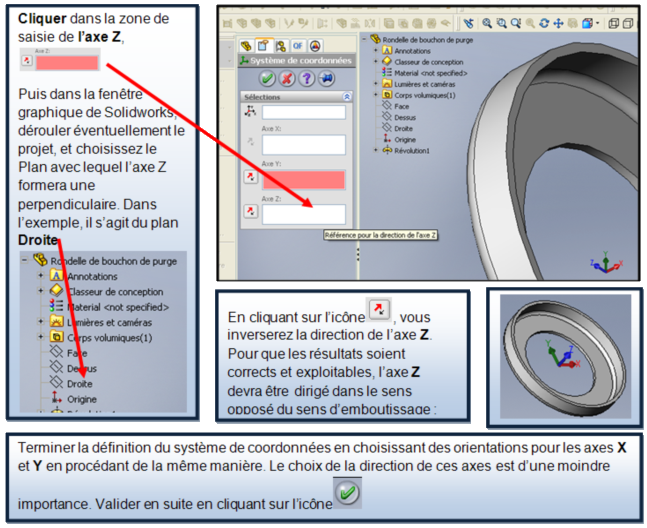 Cliquer dans la zone de
saisie de l'axe Z,
Axe Z:
Puis dans la fenêtre
graphique de Solidworks,
dérouler éventuellement le
projet, et choisissez le
Plan avec lequel l'axe Z
formera une
perpendiculaire. Dans
l'exemple, il s'agit du plan
Droite
Rondelle de bouchon de purge
Annotations
Classeur de conception
Material <not specified>
Lumières et caméras
Corps volumiques(1)
Face
Dessus
Droite
Origine
Système de coordonnées
Sélections
Axe X:
Axe Y:
Axe Z:
Référence pour la direction de l'axe Z
Rondelle de bouchon de purge
Annotations
Classeur de conception
Material <not specified>
Lumières et caméras
Corps volumiques(1)
Face
Dessus
Droite
Origine
Révolution1
Z
X
En cliquant sur l'icône , vous
inverserez la direction de l'axe Z.
Pour que les résultats soient
corrects et exploitables, l'axe Z
devra être dirigé dans le sens
opposé du sens d'emboutissage :
Y
Z
X
Terminer la définition du système de coordonnées en choisissant des orientations pour les axes X
et Y en procédant de la même manière. Le choix de la direction de ces axes est d'une moindre
importance. Valider en suite en cliquant sur l'icône